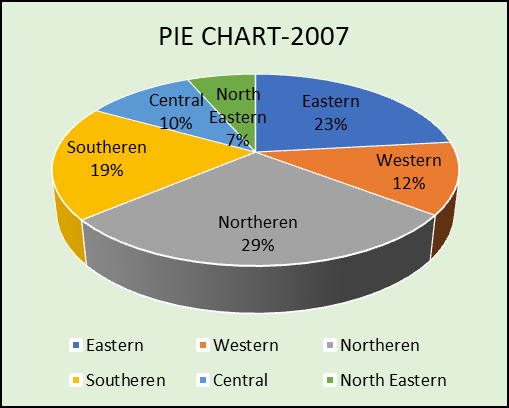 PIE CHART-2007
Eastern
23%
Western
12%
Northeren
29%
Southeren
19%
Central
10%
North
Eastern
7%
Eastern
Western
Northeren
Southeren
Central
North Eastern